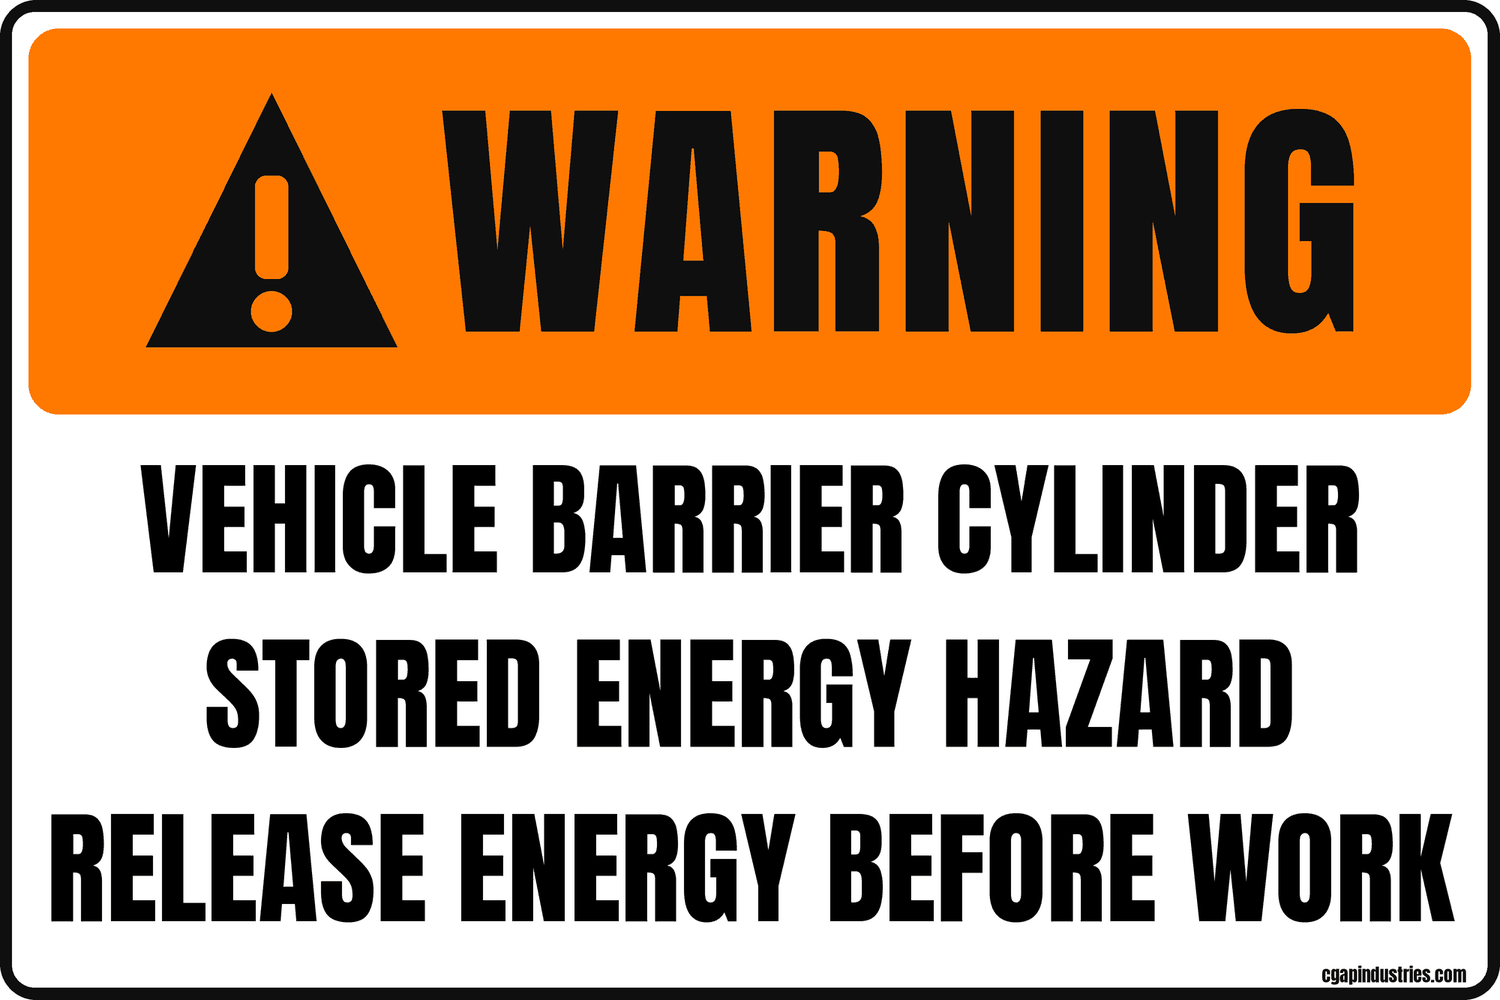 WARNING
VEHICLE BARRIER CYLINDER
STORED ENERGY HAZARD
RELEASE ENERGY BEFORE WORK
cgapindustries.com